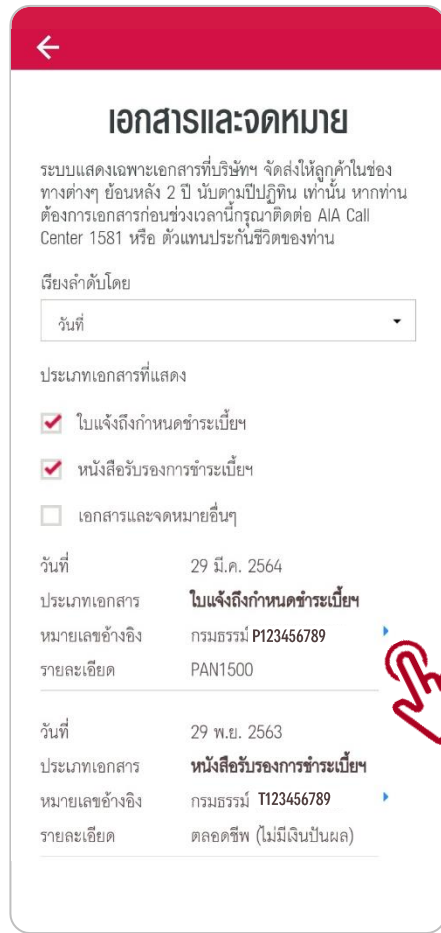 เอกสารและจดหมาย
ระบบแสดงเฉพาะเอกสารที่บริษัทฯ จัดส่งให้ลูกค้าในช่อง
ทางต่างๆ ย้อนหลัง 2 ปี นับตามปีปฏิทิน เท่านั้น หากท่าน
ต้องการเอกสารก่อนช่วงเวลานี้กรุณาติดต่อ AIA Call
Center 1581 หรือ ตัวแทนประกันชีวิตของท่าน
เรียงลำดับโดย
วันที่
ประเภทเอกสารที่แสดง
ใบแจ้งถึงกำหนดชำระเบี้ยฯ
หนังสือรับรองการชำระเบี้ยฯ
เอกสารและจดหมายอื่นๆ
วันที่ 29 มี.ค. 2564
ประเภทเอกสาร ใบแจ้งถึงกำหนดชำระเบี้ยฯ
หมายเลขอ้างอิง กรมธรรม์ P123456789
รายละเอียด PAN1500
วันที่ 29 พ.ย. 2563
ประเภทเอกสาร หนังสือรับรองการชำระเบี้ยฯ
หมายเลขอ้างอิง กรมธรรม์ T123456789
รายละเอียด ตลอดชีพ (ไม่มีเงินปันผล)